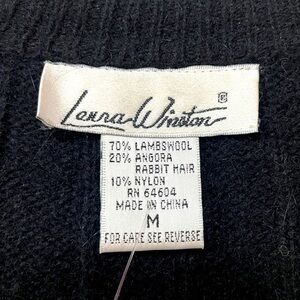 Lenna Winston ©
70% LAMBSWOOL
20% ANGORA
RABBIT HAIR
10% NYLON
RN 64604
MADE IN CHINA
M
FOR CARE SEE REVERSE